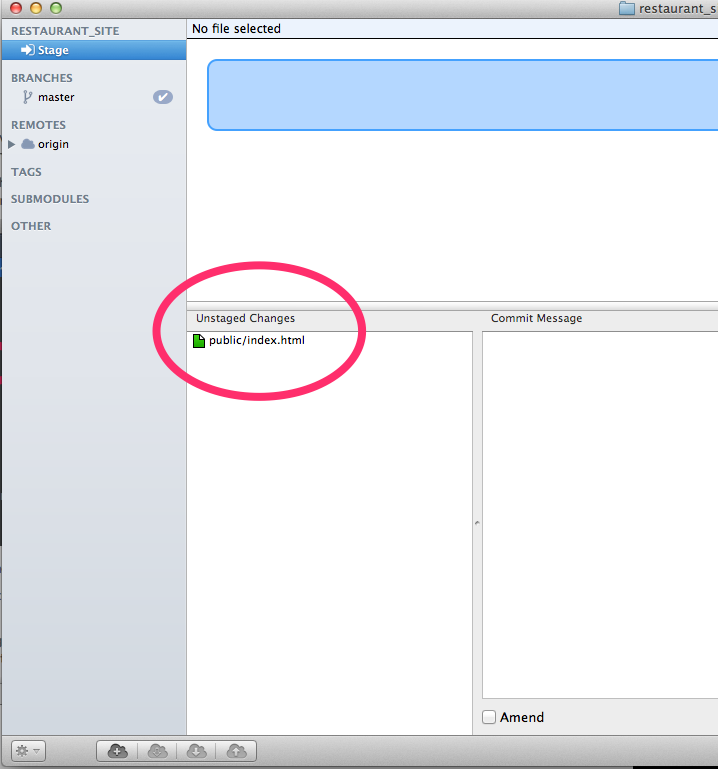 restaurant_s
RESTAURANT_SITE
No file selected
Stage
BRANCHES
master
REMOTES
origin
TAGS
SUBMODULES
OTHER
Unstaged Changes
Commit Message
public/index.html
Amend